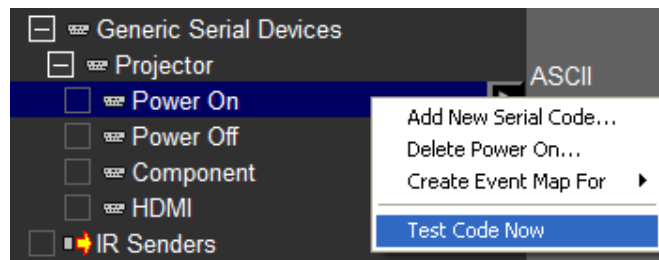 Generic Serial Devices
Projector
Power On
Power Off
Component
HDMI
IR Senders
ASCII
Add New Serial Code...
Delete Power On...
Create Event Map For
Test Code Now